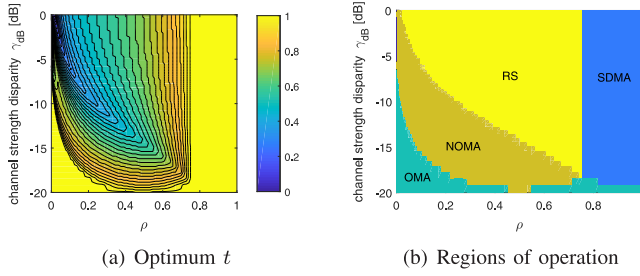 channel strength disparity γdB [dB]
0
-5
-10
-15
-20
0 0.2 0.4 0.6 0.8 1
ρ
1
0.8
0.6
0.4
0.2
0
(a) Optimum t
channel strength disparity γdB [dB]
0
-5
-10
-15
-20
RS
SDMA
NOMA
OMA
0 0.2 0.4 0.6 0.8
ρ
(b) Regions of operation